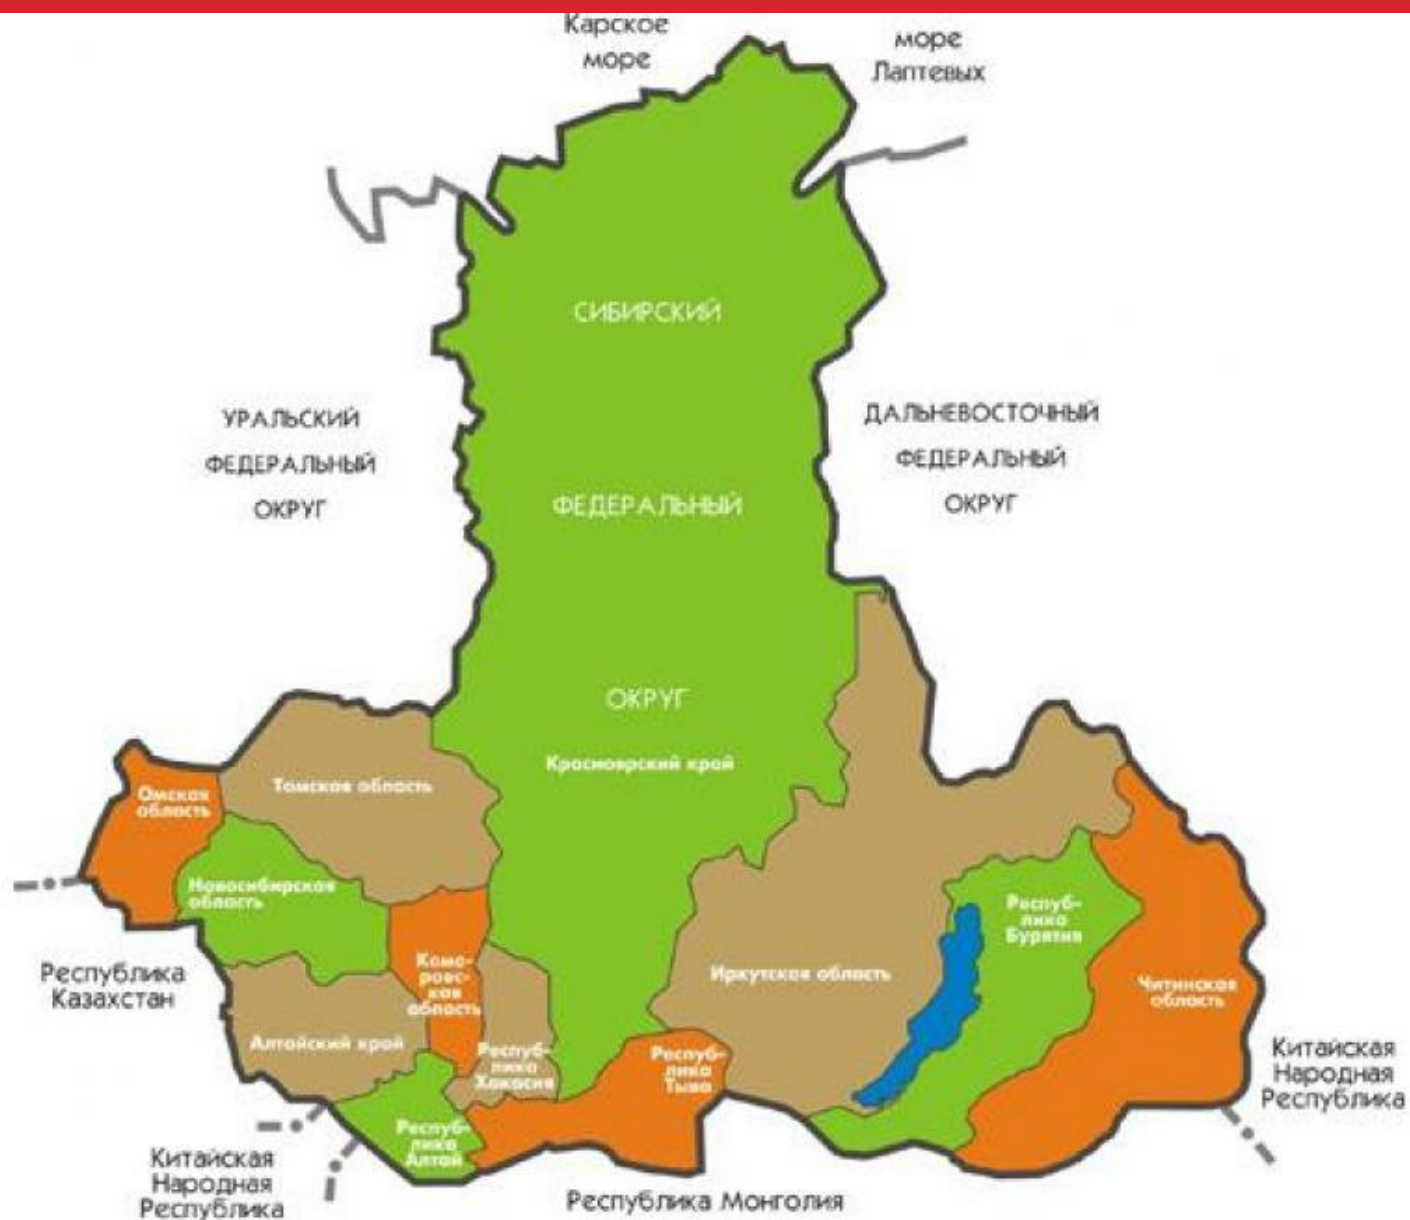 Карское
море
море
Лаптевых
СИБИРСКИЙ
УРАЛЬСКИЙ
ФЕДЕРАЛЬНЫЙ
ОКРУГ
ДАЛЬНЕВОСТОЧНЫЙ
ФЕДЕРАЛЬНЫЙ
ОКРУГ
ФЕДЕРАЛЬНЫЙ
ОКРУГ
Красноярский край
Томская область
Омская
область
Новосибирская
область
Респуб-
лика
Бурятия
Кеме-
ровс-
кая
область
Иркутская область
Читинская
область
Республика
Казахстан
Алтайский край
Респуб-
лика
Хакасия
Респуб-
лика
Тыва
Китайская
Народная
Республика
Респуб-
лика
Алтай
Китайская
Народная
Республика
Республика Монголия